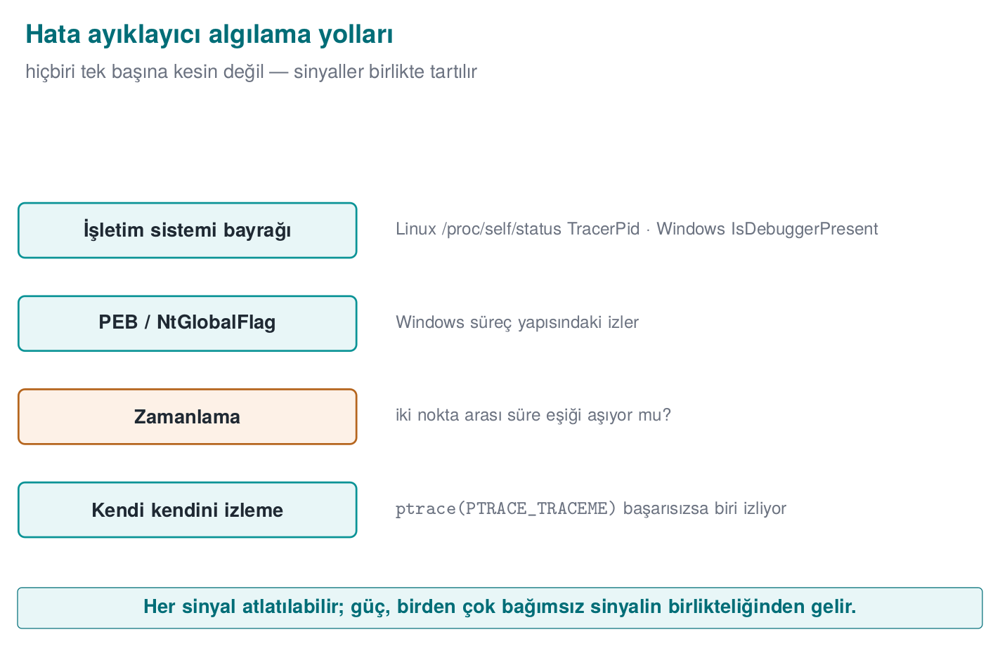 Hata ayıklayıcı algılama yolları
hiçbiri tek başına kesin değil — sinyaller birlikte tartılır
İşletim sistemi bayrağı
Linux /proc/self/status TracerPid · Windows IsDebuggerPresent
PEB / NtGlobalFlag
Windows süreç yapısındaki izler
Zamanlama
iki nokta arası süre eşiği aşıyor mu?
Kendi kendini izleme
ptrace(PTRACE_TRACEME) başarısızsa biri izliyor
Her sinyal atlatılabilir; güç, birden çok bağımsız sinyalin birlikteliğinden gelir.